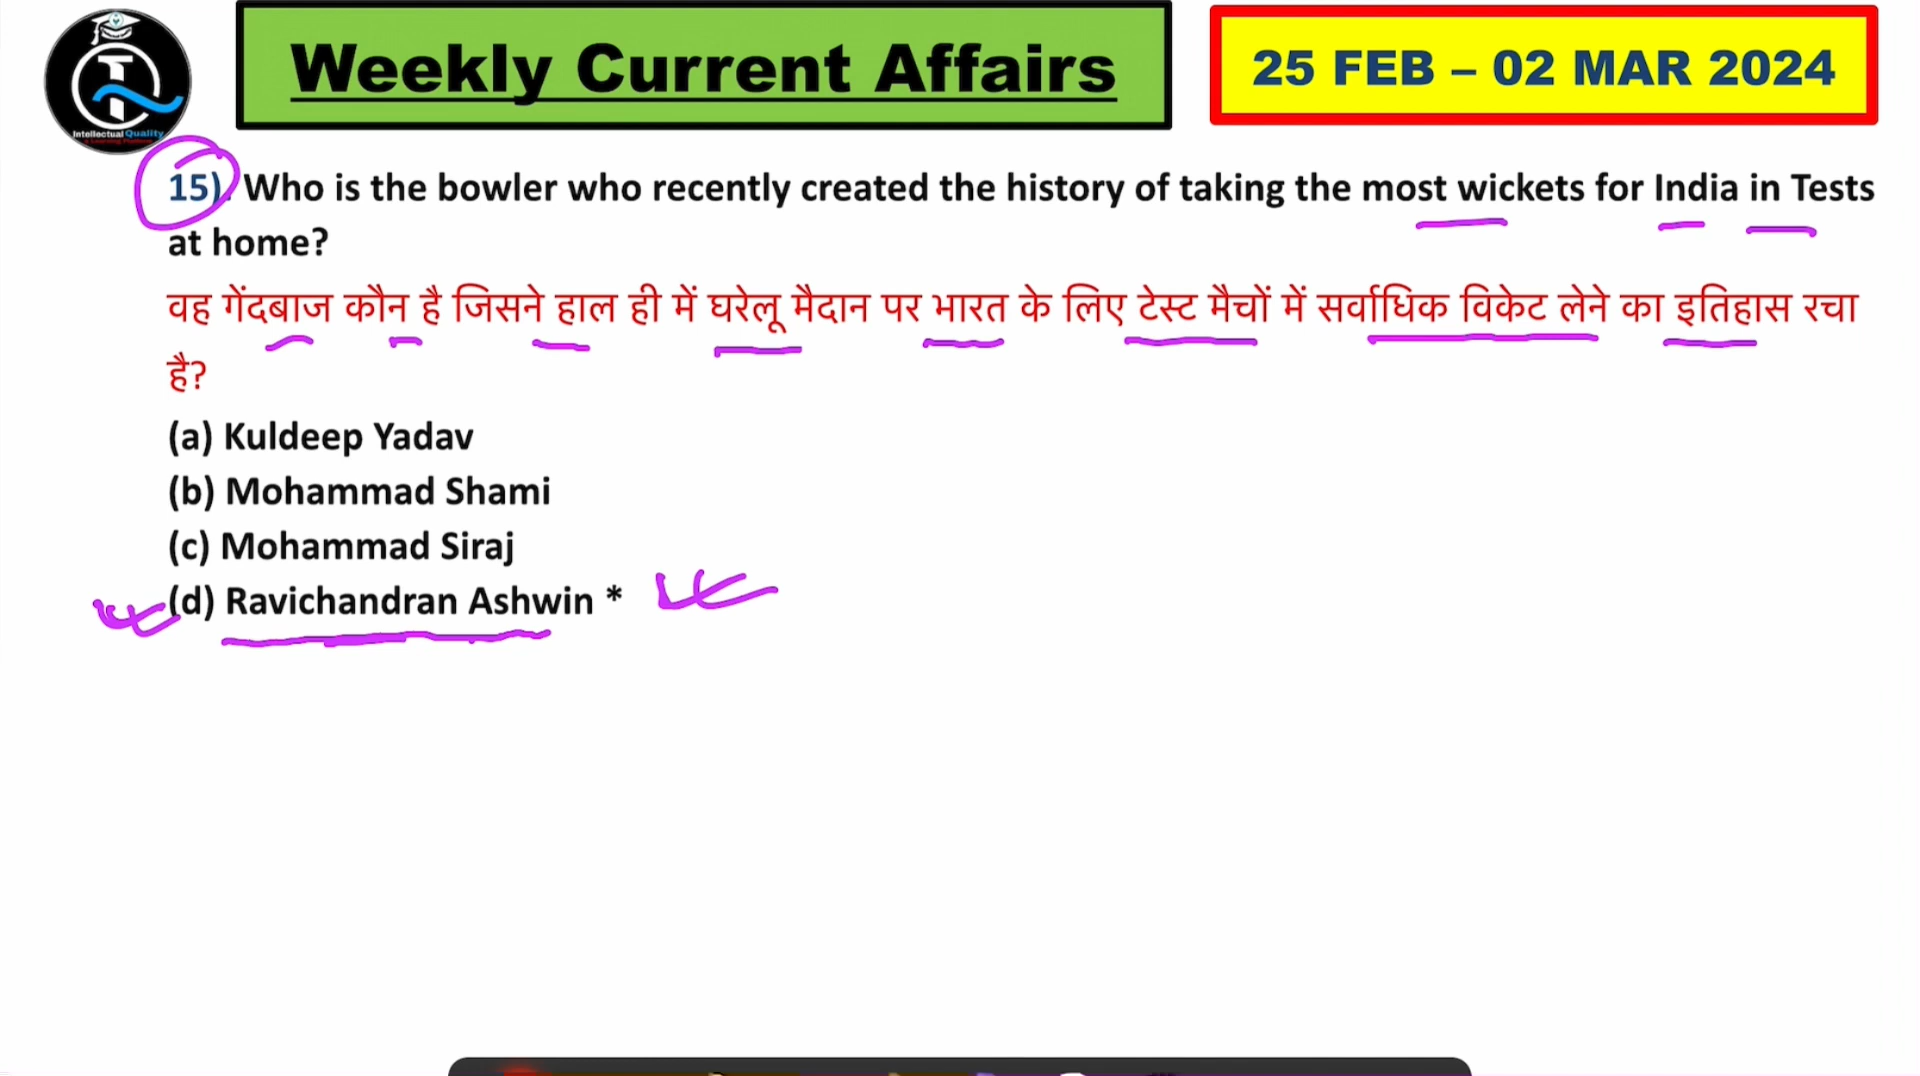 Intellectual Quality
Weekly Current Affairs
25 FEB – 02 MAR 2024
15). Who is the bowler who recently created the history of taking the most wickets for India in Tests
at home?
वह गेंदबाज कौन है जिसने हाल ही में घरेलू मैदान पर भारत के लिए टेस्ट मैचों में सर्वाधिक विकेट लेने का इतिहास रचा
है?
(a) Kuldeep Yadav
(b) Mohammad Shami
(c) Mohammad Siraj
(d) Ravichandran Ashwin *